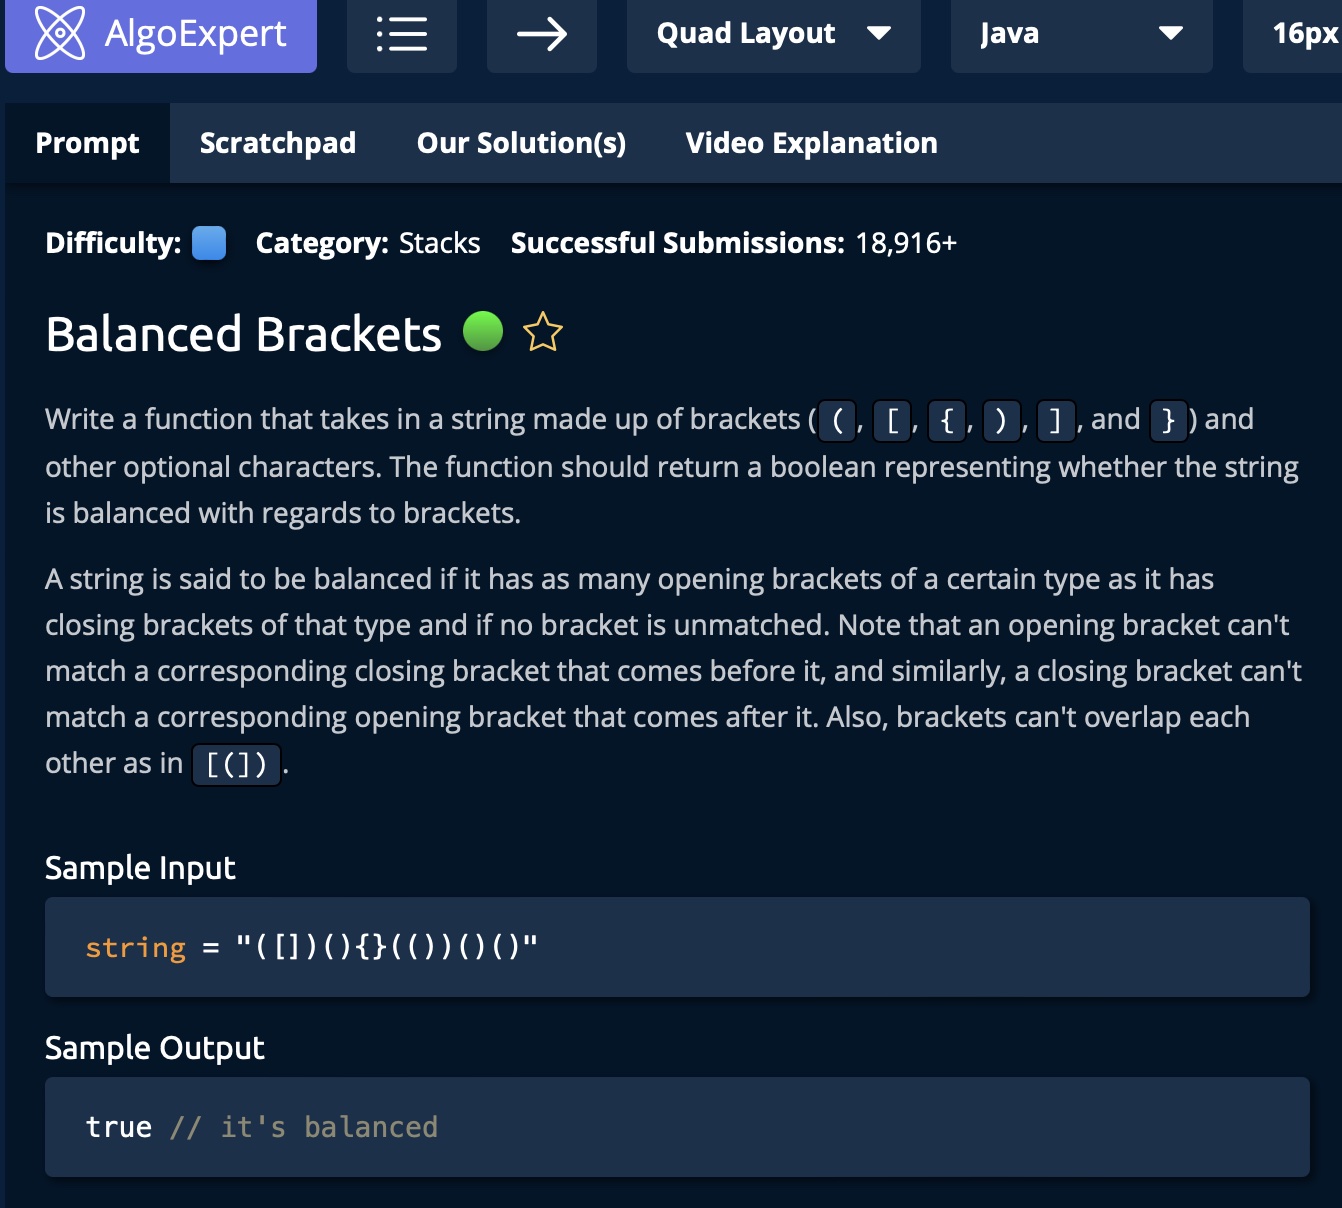 AlgoExpert Quad Layout Java 16px
Prompt Scratchpad Our Solution(s) Video Explanation
Difficulty: Category: Stacks Successful Submissions: 18,916+
Balanced Brackets
Write a function that takes in a string made up of brackets ( (, [, {, ), ], and } ) and
other optional characters. The function should return a boolean representing whether the string
is balanced with regards to brackets.
A string is said to be balanced if it has as many opening brackets of a certain type as it has
closing brackets of that type and if no bracket is unmatched. Note that an opening bracket can't
match a corresponding closing bracket that comes before it, and similarly, a closing bracket can't
match a corresponding opening bracket that comes after it. Also, brackets can't overlap each
other as in [(]).
Sample Input
string = "([])(){}(())()()"
Sample Output
true // it's balanced